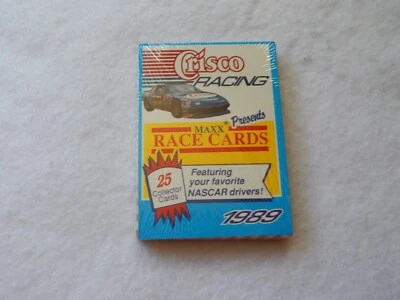 Crisco
RACING
Presents
MAXX
RACE CARDS
25
Collector
Cards
Featuring
your favorite
NASCAR drivers!
1989